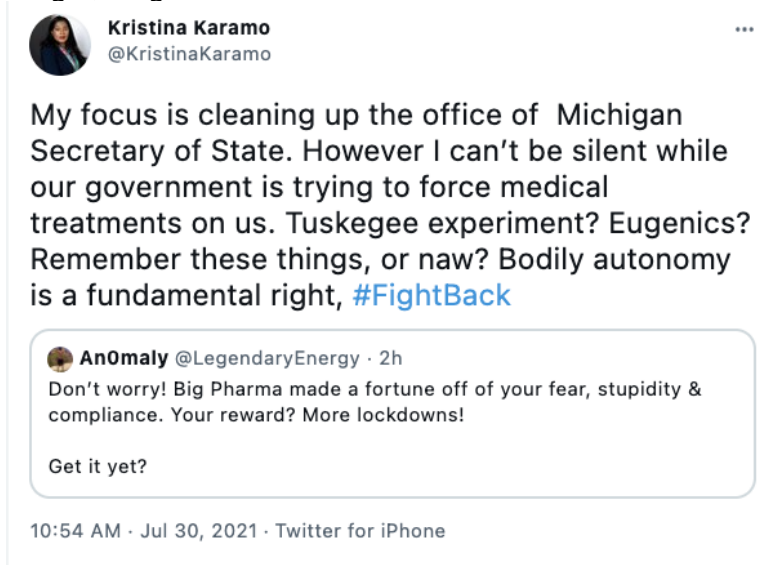 Kristina Karamo
@KristinaKaramo
My focus is cleaning up the office of  Michigan
Secretary of State. However I can't be silent while
our government is trying to force medical
treatments on us. Tuskegee experiment? Eugenics?
Remember these things, or naw? Bodily autonomy
is a fundamental right, #FightBack
An0maly @LegendaryEnergy · 2h
Don't worry! Big Pharma made a fortune off of your fear, stupidity &
compliance. Your reward? More lockdowns!
Get it yet?
10:54 AM · Jul 30, 2021 · Twitter for iPhone